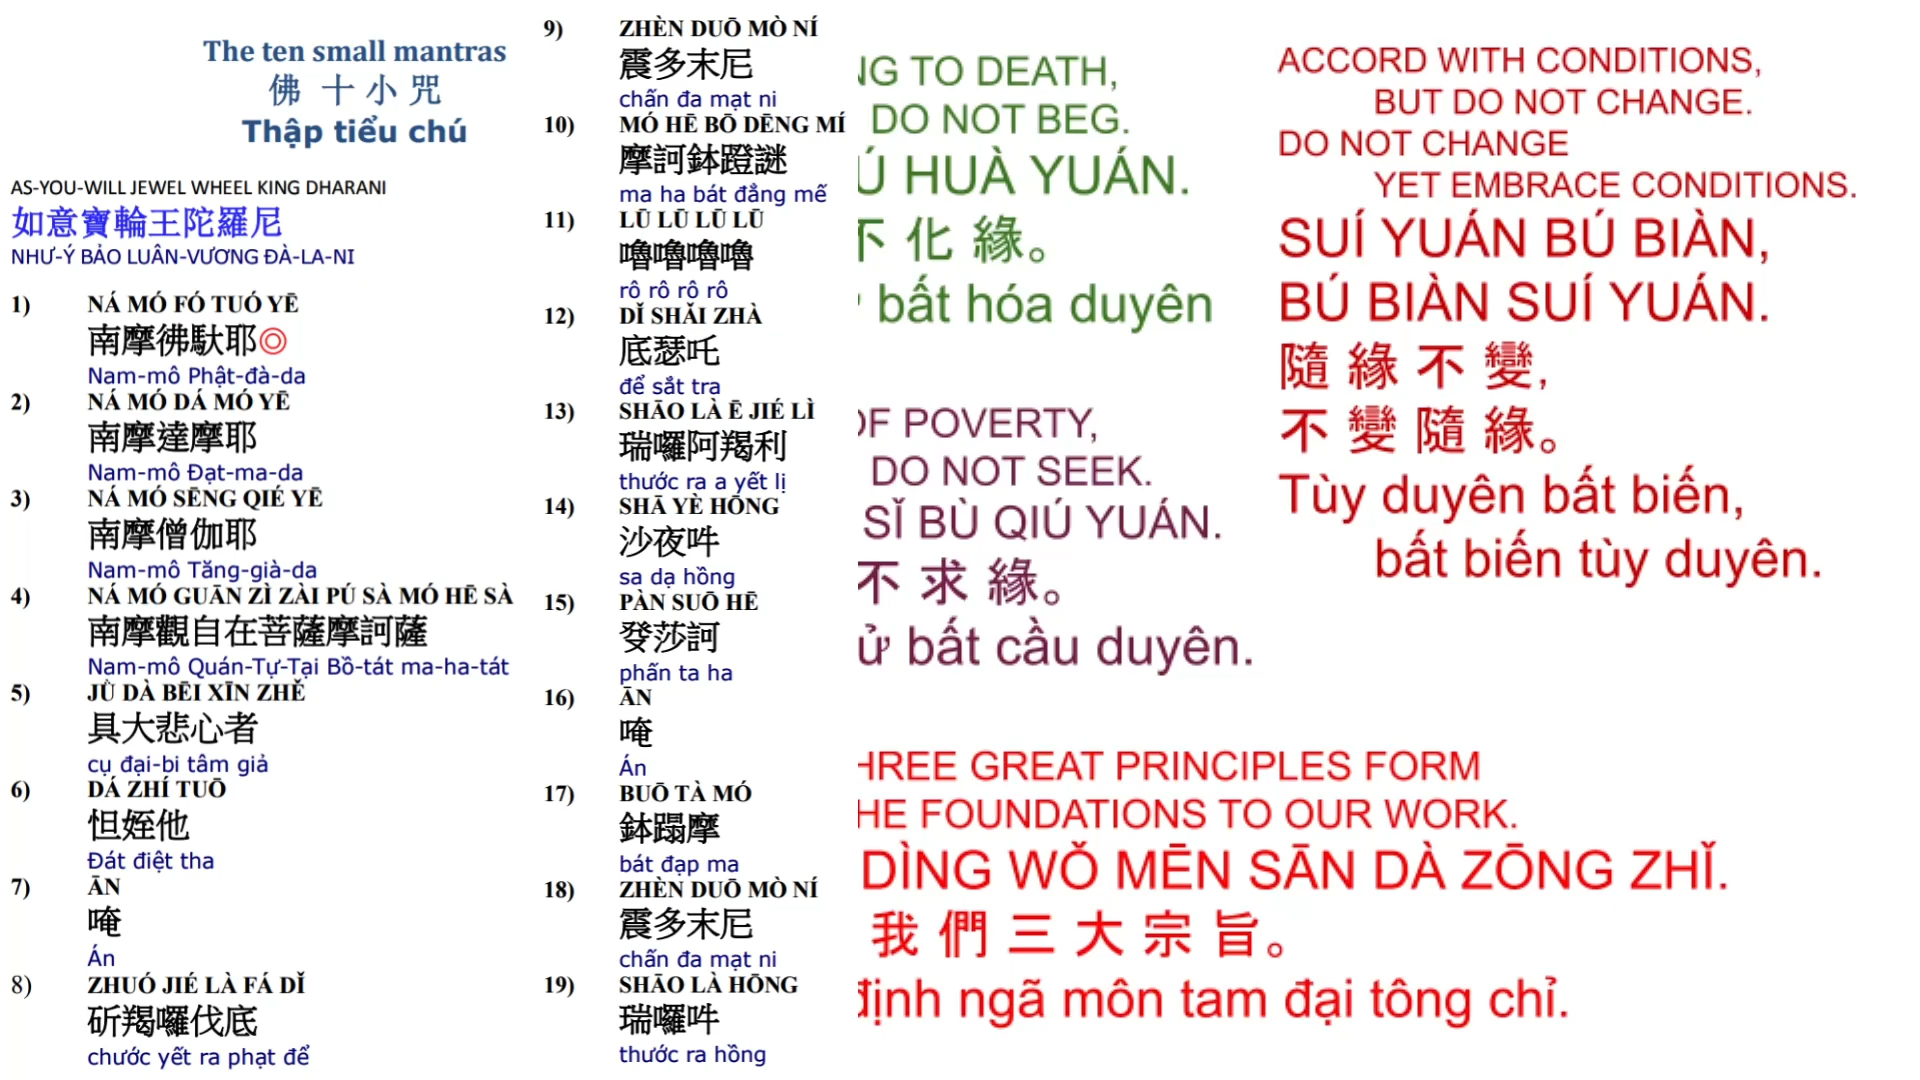 The ten small mantras
佛 十 小 咒
Thập tiểu chú
AS-YOU-WILL JEWEL WHEEL KING DHARANI
如意寶輪王陀羅尼
NHƯ-Ý BẢO LUÂN-VƯƠNG ĐÀ-LA-NI
1) NÁ MÓ FÓ TUÓ YĒ
南摩彿馱耶◎
Nam-mô Phật-đà-da
2) NÁ MÓ DÁ MÓ YĒ
南摩達摩耶
Nam-mô Đạt-ma-da
3) NÁ MÓ SĒNG QIÉ YĒ
南摩僧伽耶
Nam-mô Tăng-già-da
4) NÁ MÓ GUĀN ZÌ ZÀI PÚ SÀ MÓ HĒ SÀ
南摩觀自在菩薩摩訶薩
Nam-mô Quán-Tự-Tại Bồ-tát ma-ha-tát
5) JÙ DÀ BĒI XĪN ZHĚ
具大悲心者
cụ đại-bi tâm giả
6) DÁ ZHÍ TUŌ
怛姪他
Đát điệt tha
7) ĀN
唵
Án
8) ZHUÓ JIÉ LÀ FÁ DǏ
斫羯囉伐底
chước yết ra phạt để
9) ZHÈN DUŌ MÒ NÍ
震多末尼
chấn đa mạt ni
10) MÓ HĒ BŌ DĒNG MÍ
摩訶鉢蹬謎
ma ha bát đẳng mế
11) LŪ LŪ LŪ LŪ
嚕嚕嚕嚕
rô rô rô rô
12) DǏ SHǍI ZHÀ
底瑟吒
để sắt tra
13) SHĀO LÀ Ē JIÉ LÌ
瑞囉阿羯利
thước ra a yết lị
14) SHĀ YÈ HŌNG
沙夜吽
sa dạ hồng
15) PÀN SUŌ HĒ
癹莎訶
phấn ta ha
16) ĀN
唵
Án
17) BUŌ TÀ MÓ
鉢蹋摩
bát đạp ma
18) ZHÈN DUŌ MÒ NÍ
震多末尼
chấn đa mạt ni
19) SHĀO LÀ HŌNG
瑞囉吽
thước ra hồng
NG TO DEATH,
DO NOT BEG.
Ú HUÀ YUÁN.
不 化 緣。
bất hóa duyên
OF POVERTY,
DO NOT SEEK.
SǏ BÙ QIÚ YUÁN.
不 求 緣。
ử bất cầu duyên.
ACCORD WITH CONDITIONS,
BUT DO NOT CHANGE.
DO NOT CHANGE
YET EMBRACE CONDITIONS.
SUÍ YUÁN BÚ BIÀN,
BÚ BIÀN SUÍ YUÁN.
隨 緣 不 變,
不 變 隨 緣。
Tùy duyên bất biến,
bất biến tùy duyên.
HREE GREAT PRINCIPLES FORM
HE FOUNDATIONS TO OUR WORK.
DÌNG WǑ MĒN SĀN DÀ ZŌNG ZHǏ.
我 們 三 大 宗 旨。
định ngã môn tam đại tông chỉ.